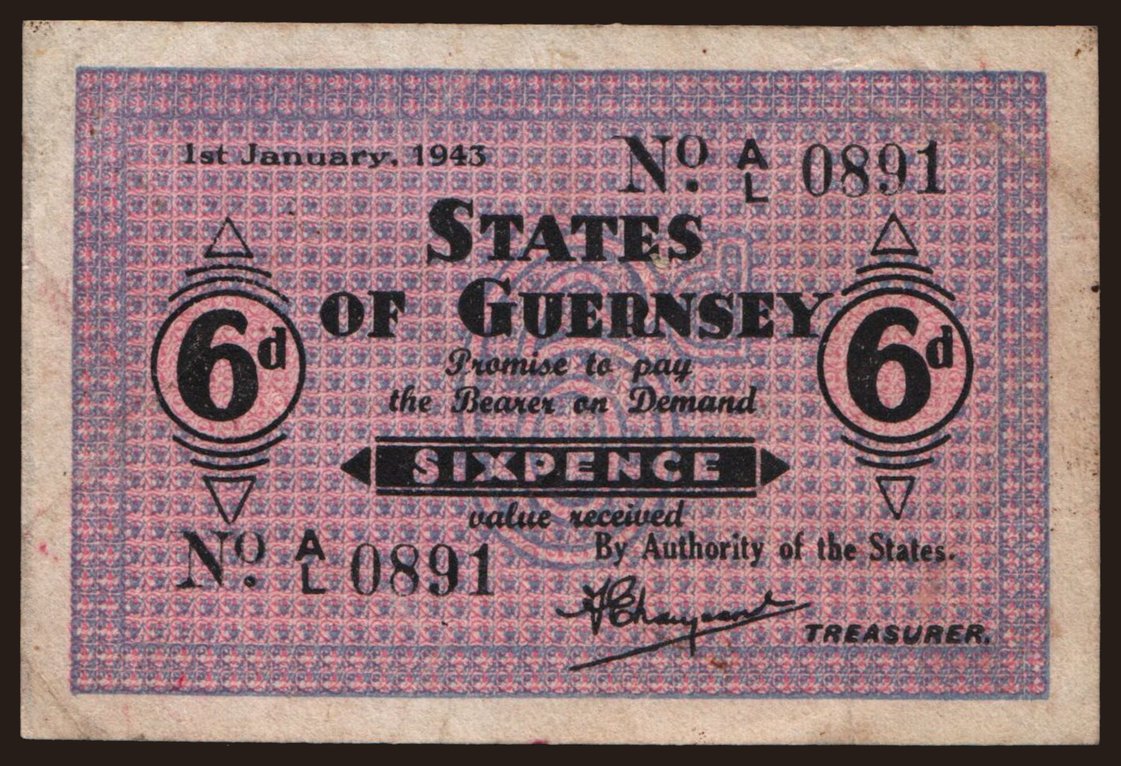 1st January, 1943
No. A/L 0891
STATES
OF GUERNSEY
6d 6d
Promise to pay
the Bearer on Demand
SIXPENCE
value received
By Authority of the States.
No. A/L 0891
TREASURER.